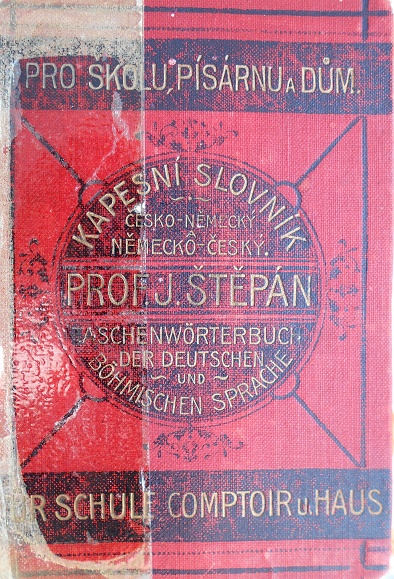 PRO ŠKOLU, PÍSÁRNU A DŮM.
KAPESNÍ SLOVNÍK
ČESKO-NĚMECKÝ
A
NĚMECKO-ČESKÝ.
PROF. J. ŠTĚPÁN
TASCHENWÖRTERBUCH
DER DEUTSCHEN
UND
BÖHMISCHEN SPRACHE
FÜR SCHULE COMPTOIR u. HAUS.